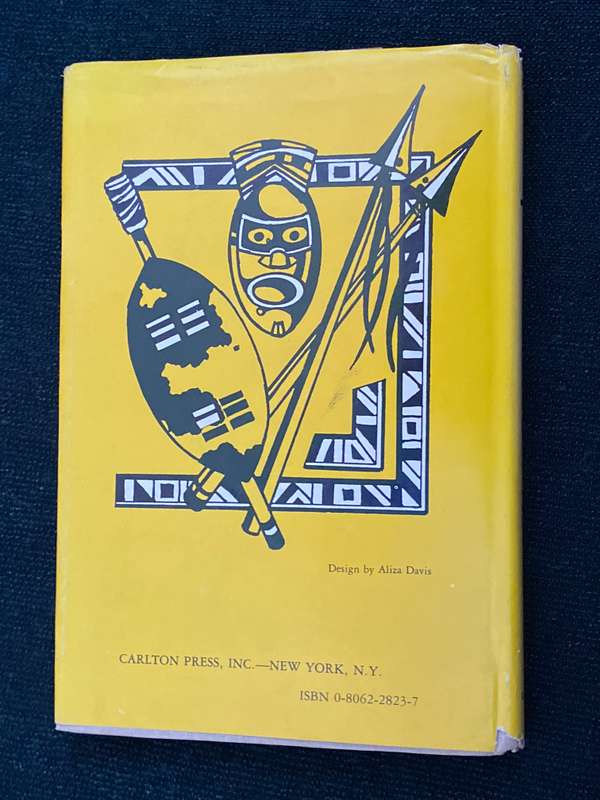 Design by Aliza Davis
CARLTON PRESS, INC.—NEW YORK, N.Y.
ISBN 0-8062-2823-7